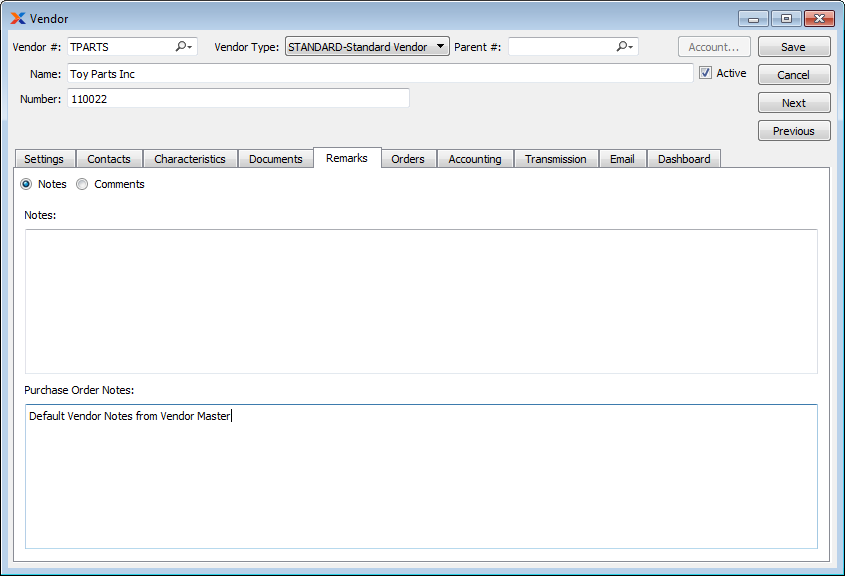 Vendor
Vendor #: TPARTS Vendor Type: STANDARD-Standard Vendor Parent #: Account... Save
Name: Toy Parts Inc Active Cancel
Number: 110022 Next
Previous
Settings Contacts Characteristics Documents Remarks Orders Accounting Transmission Email Dashboard
Notes Comments
Notes:
Purchase Order Notes:
Default Vendor Notes from Vendor Master